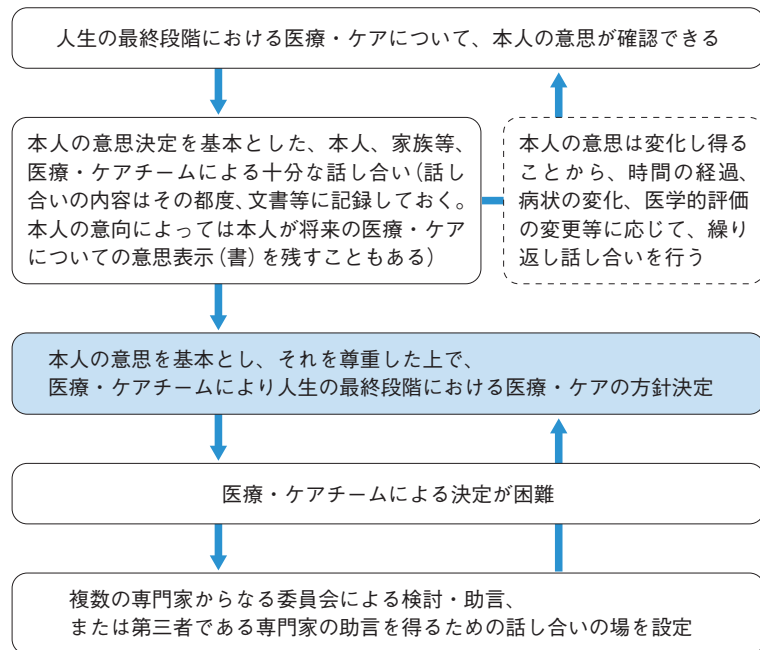 人生の最終段階における医療・ケアについて、本人の意思が確認できる
本人の意思決定を基本とした、本人、家族等、
医療・ケアチームによる十分な話し合い（話し
合いの内容はその都度、文書等に記録しておく。
本人の意向によっては本人が将来の医療・ケア
についての意思表示（書）を残すこともある）
本人の意思は変化し得る
ことから、時間の経過、
病状の変化、医学的評価
の変更等に応じて、繰り
返し話し合いを行う
本人の意思を基本とし、それを尊重した上で、
医療・ケアチームにより人生の最終段階における医療・ケアの方針決定
医療・ケアチームによる決定が困難
複数の専門家からなる委員会による検討・助言、
または第三者である専門家の助言を得るための話し合いの場を設定